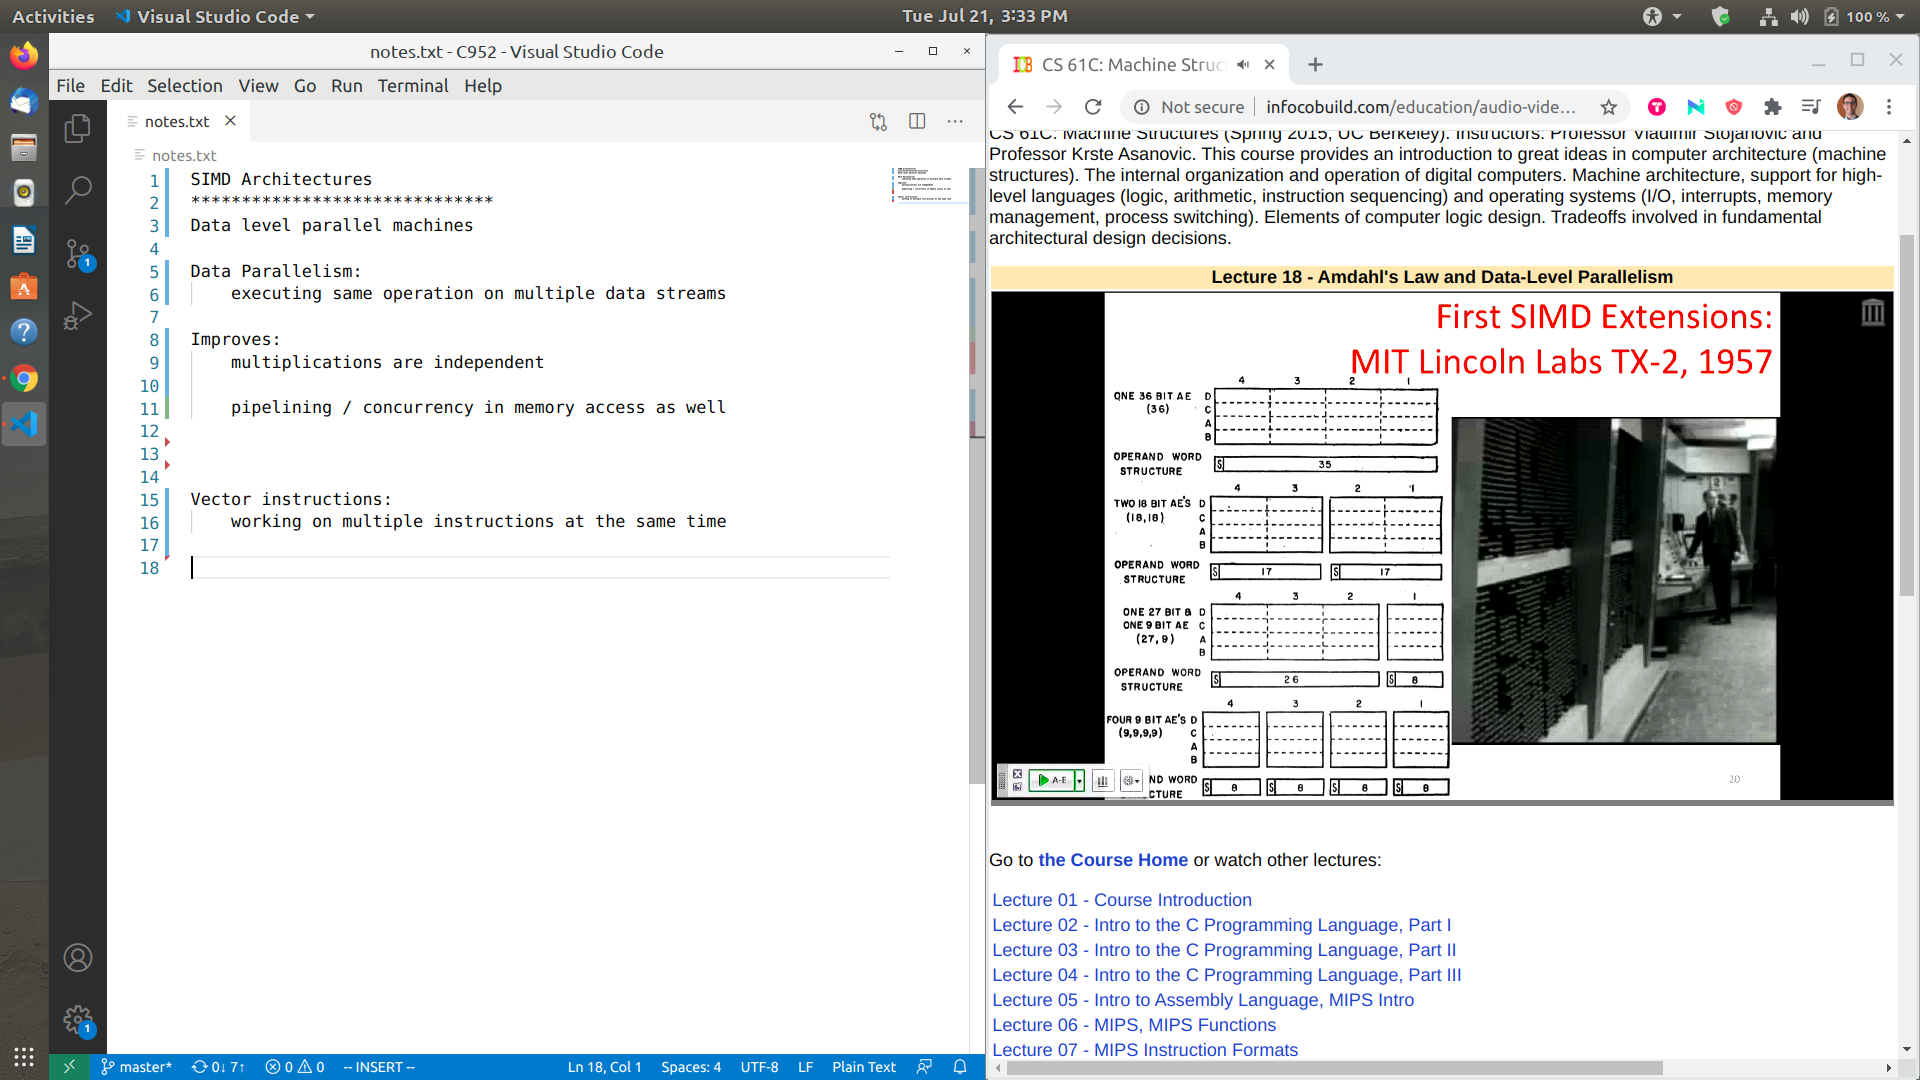 Activities
Visual Studio Code
Tue Jul 21, 3:33 PM
100 %
notes.txt - C952 - Visual Studio Code
File Edit Selection View Go Run Terminal Help
notes.txt
notes.txt
1 SIMD Architectures
2 ******************************
3 Data level parallel machines
4
5 Data Parallelism:
6 executing same operation on multiple data streams
7
8 Improves:
9 multiplications are independent
10
11 pipelining / concurrency in memory access as well
12
13
14
15 Vector instructions:
16 working on multiple instructions at the same time
17
18
1
1
master* 0↓ 7↑ 0 0 -- INSERT --
Ln 18, Col 1 Spaces: 4 UTF-8 LF Plain Text
CS 61C: Machine Struc
Not secure infocobuild.com/education/audio-vide...
CS 61C: Machine Structures (Spring 2015, UC Berkeley). Instructors: Professor Vladimir Stojanovic and
Professor Krste Asanovic. This course provides an introduction to great ideas in computer architecture (machine
structures). The internal organization and operation of digital computers. Machine architecture, support for high-
level languages (logic, arithmetic, instruction sequencing) and operating systems (I/O, interrupts, memory
management, process switching). Elements of computer logic design. Tradeoffs involved in fundamental
architectural design decisions.
Lecture 18 - Amdahl's Law and Data-Level Parallelism
First SIMD Extensions:
MIT Lincoln Labs TX-2, 1957
4 3 2 1
ONE 36 BIT AE
(36)
D
C
A
B
OPERAND WORD
STRUCTURE
S 35
4 3 2 1
TWO 18 BIT AE'S
(18,18)
D
C
A
B
OPERAND WORD
STRUCTURE
S 17 S 17
4 3 2 1
ONE 27 BIT &
ONE 9 BIT AE
(27,9)
D
C
A
B
OPERAND WORD
STRUCTURE
S 26 S 8
4 3 2 1
FOUR 9 BIT AE'S
(9,9,9,9)
D
C
A
B
ND WORD
CTURE
S 8 S 8 S 8 S 8
A-E
20
Go to the Course Home or watch other lectures:
Lecture 01 - Course Introduction
Lecture 02 - Intro to the C Programming Language, Part I
Lecture 03 - Intro to the C Programming Language, Part II
Lecture 04 - Intro to the C Programming Language, Part III
Lecture 05 - Intro to Assembly Language, MIPS Intro
Lecture 06 - MIPS, MIPS Functions
Lecture 07 - MIPS Instruction Formats